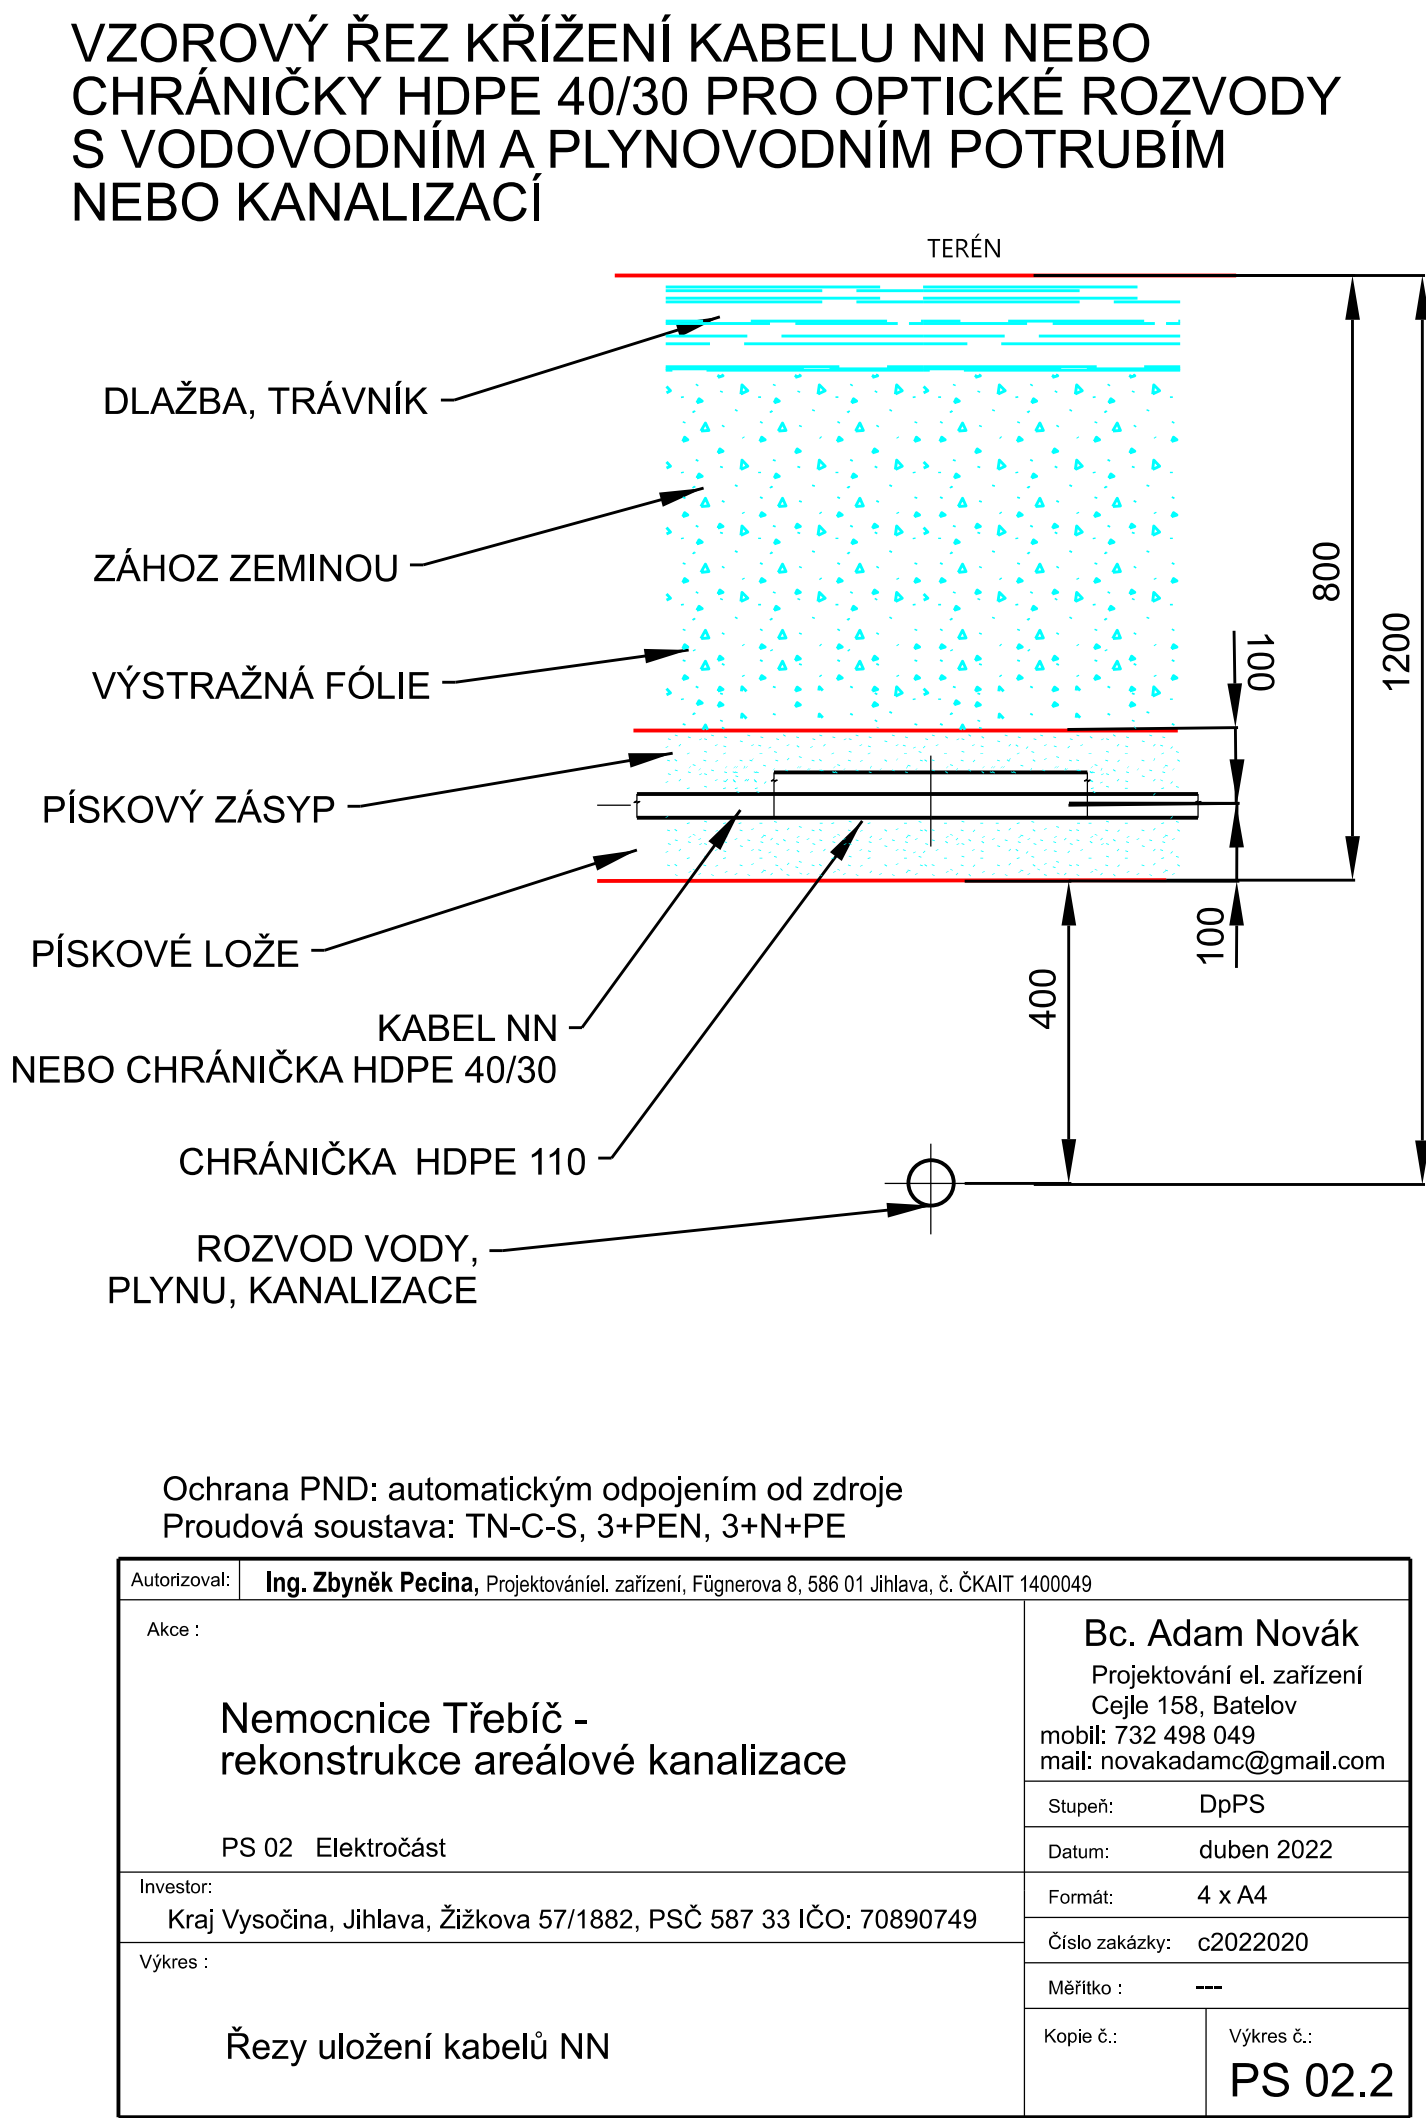 VZOROVÝ ŘEZ KŘÍŽENÍ KABELU NN NEBO
CHRÁNIČKY HDPE 40/30 PRO OPTICKÉ ROZVODY
S VODOVODNÍM A PLYNOVODNÍM POTRUBÍM
NEBO KANALIZACÍ
TERÉN
DLAŽBA, TRÁVNÍK
ZÁHOZ ZEMINOU
VÝSTRAŽNÁ FÓLIE
PÍSKOVÝ ZÁSYP
PÍSKOVÉ LOŽE
KABEL NN
NEBO CHRÁNIČKA HDPE 40/30
CHRÁNIČKA HDPE 110
ROZVOD VODY,
PLYNU, KANALIZACE
800
1200
100
100
400
Ochrana PND: automatickým odpojením od zdroje
Proudová soustava: TN-C-S, 3+PEN, 3+N+PE
Autorizoval: Ing. Zbyněk Pecina, Projektováníel. zařízení, Fügnerova 8, 586 01 Jihlava, č. ČKAIT 1400049
Akce :
Nemocnice Třebíč -
rekonstrukce areálové kanalizace
PS 02 Elektročást
Investor:
Kraj Vysočina, Jihlava, Žižkova 57/1882, PSČ 587 33 IČO: 70890749
Výkres :
Řezy uložení kabelů NN
Bc. Adam Novák
Projektování el. zařízení
Cejle 158, Batelov
mobil: 732 498 049
mail: novakadamc@gmail.com
Stupeň: DpPS
Datum: duben 2022
Formát: 4 x A4
Číslo zakázky: c2022020
Měřítko : ---
Kopie č.:
Výkres č.:
PS 02.2